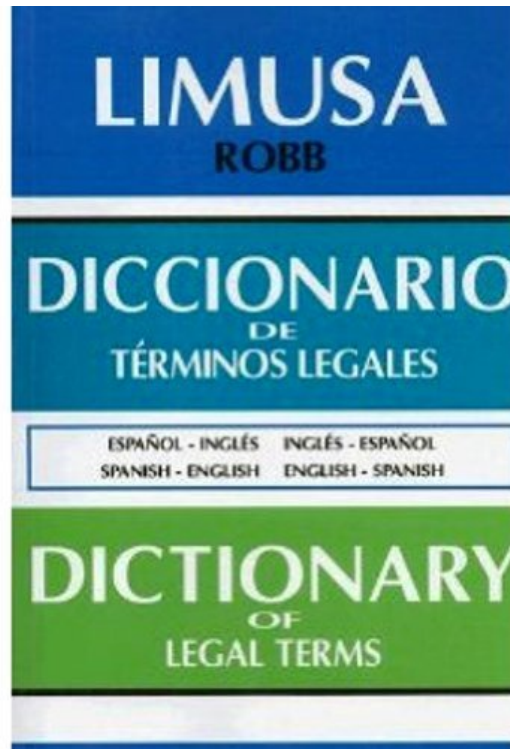 LIMUSA
ROBB
DICCIONARIO
DE
TÉRMINOS LEGALES
ESPAÑOL - INGLÉS INGLÉS - ESPAÑOL
SPANISH - ENGLISH ENGLISH - SPANISH
DICTIONARY
OF
LEGAL TERMS